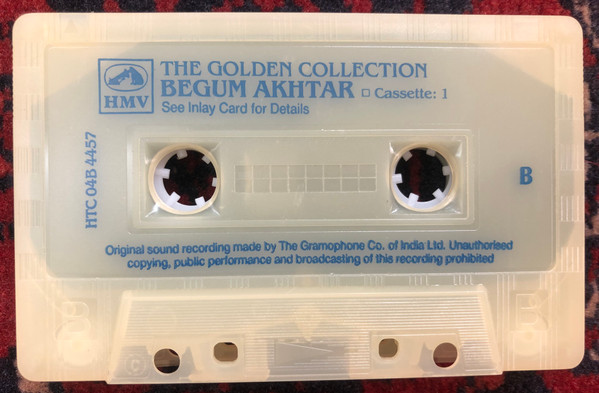 THE GOLDEN COLLECTION
HMV
BEGUM AKHTAR Cassette: 1
See Inlay Card for Details
HTC 04B 4457
B
Original sound recording made by The Gramophone Co. of India Ltd. Unauthorised
copying, public performance and broadcasting of this recording prohibited